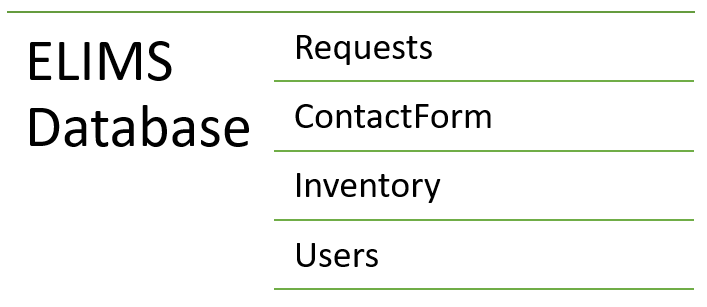 ELIMS
Database
Requests
ContactForm
Inventory
Users